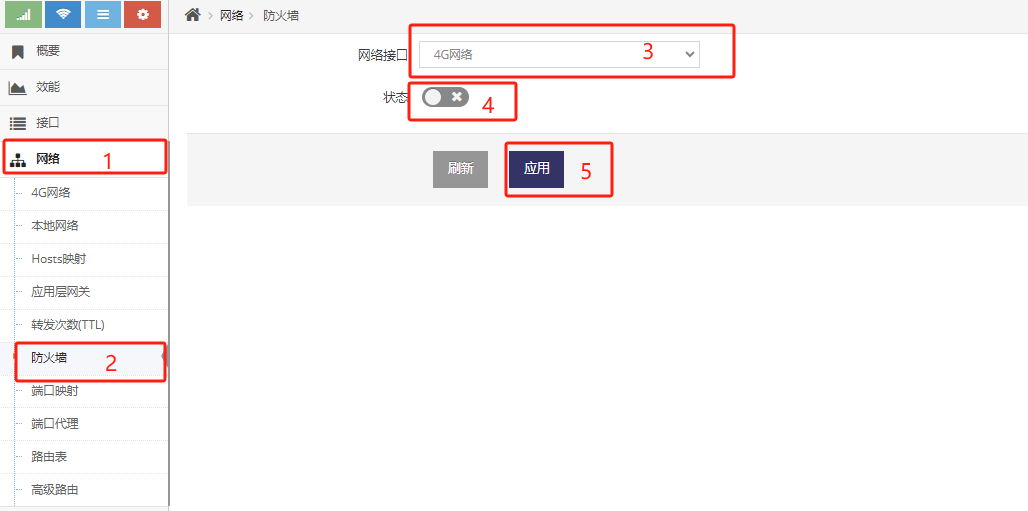 网络 防火墙
概要
效能
接口
网络 1
4G网络
本地网络
Hosts映射
应用层网关
转发次数(TTL)
防火墙 2
端口映射
端口代理
路由表
高级路由
网络接口 4G网络 3
状态 4
刷新 应用 5